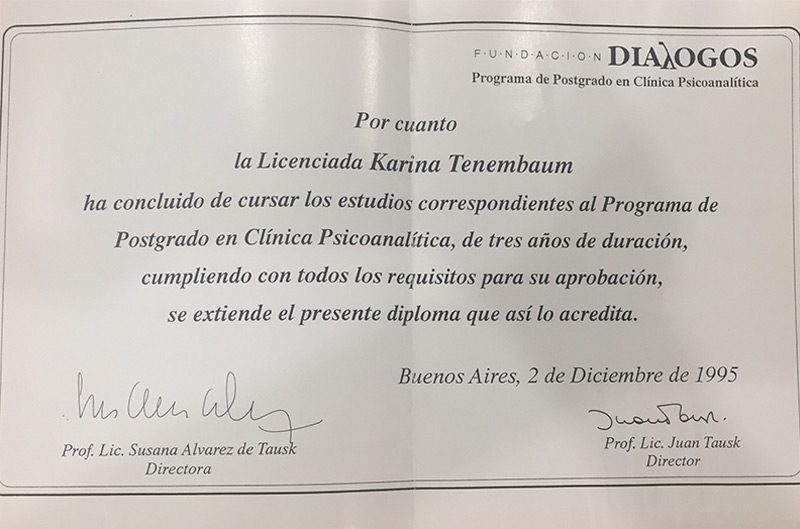 F·U·N·D·A·C·I·O·N DIAλOGOS
Programa de Postgrado en Clínica Psicoanalítica
Por cuanto
la Licenciada Karina Tenembaum
ha concluido de cursar los estudios correspondientes al Programa de
Postgrado en Clínica Psicoanalítica, de tres años de duración,
cumpliendo con todos los requisitos para su aprobación,
se extiende el presente diploma que así lo acredita.
Buenos Aires, 2 de Diciembre de 1995
Prof. Lic. Susana Alvarez de Tausk
Directora
Prof. Lic. Juan Tausk
Director